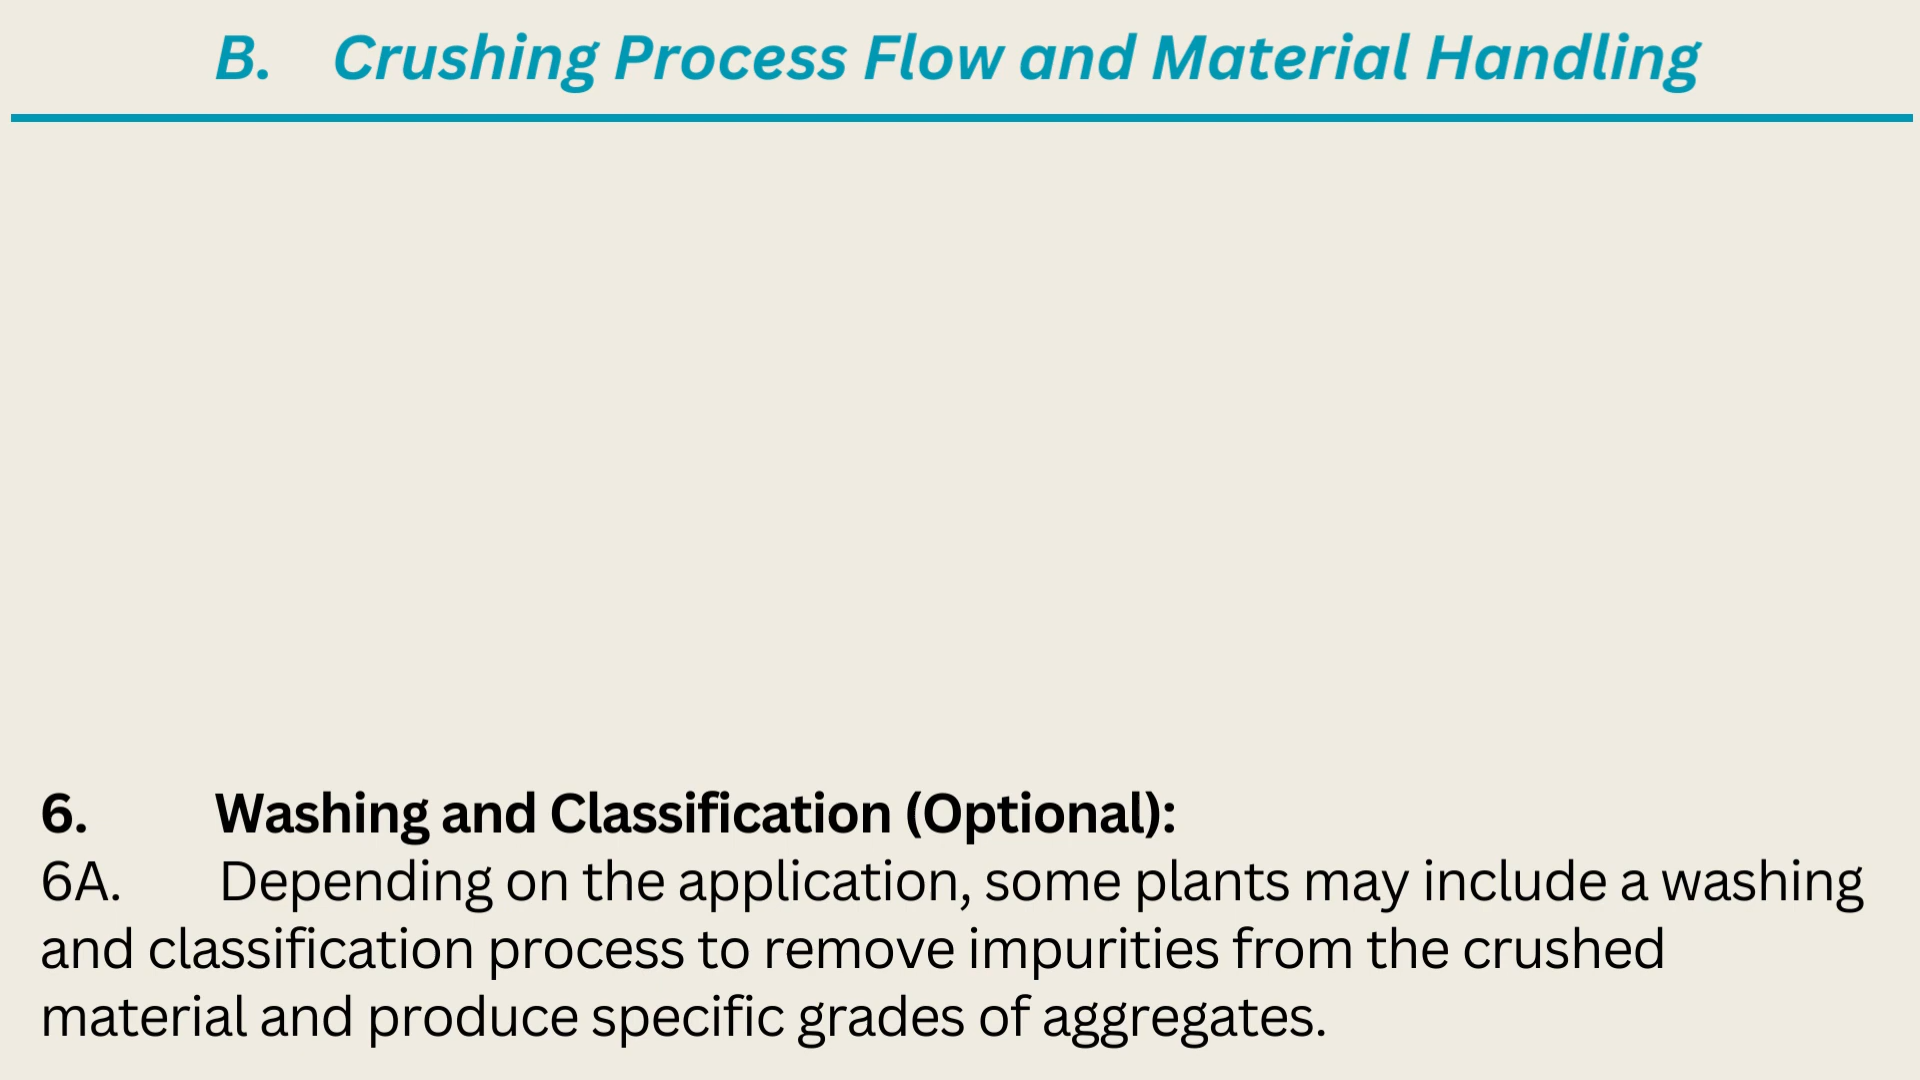 B. Crushing Process Flow and Material Handling
6. Washing and Classification (Optional):
6A. Depending on the application, some plants may include a washing
and classification process to remove impurities from the crushed
material and produce specific grades of aggregates.